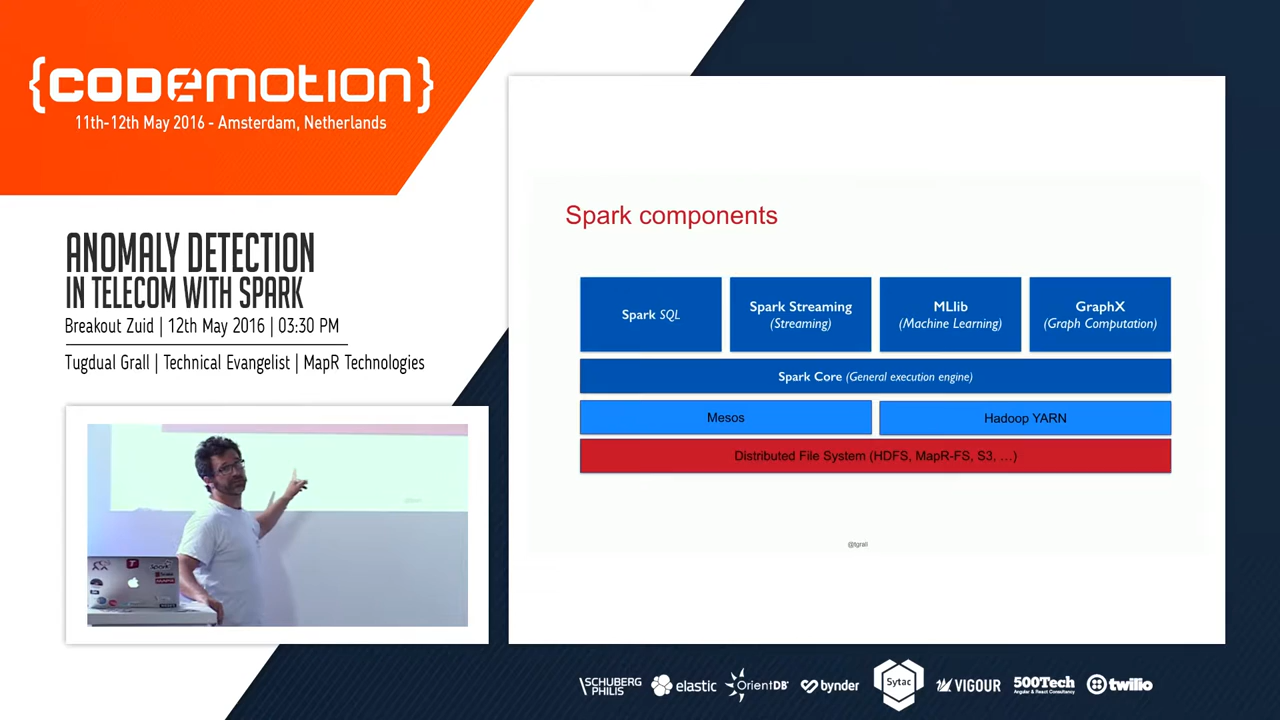 {CODEMOTION}
11th-12th May 2016 - Amsterdam, Netherlands
ANOMALY DETECTION
IN TELECOM WITH SPARK
Breakout Zuid | 12th May 2016 | 03:30 PM
Tugdual Grall | Technical Evangelist | MapR Technologies
Spark components
Spark SQL
Spark Streaming
(Streaming)
MLlib
(Machine Learning)
GraphX
(Graph Computation)
Spark Core (General execution engine)
Mesos
Hadoop YARN
Distributed File System (HDFS, MapR-FS, S3, …)
@tgrall
SCHUBERG
PHILIS
elastic
OrientDB
bynder
Sytac
VIGOUR
500Tech
Angular & React Consultancy
twilio